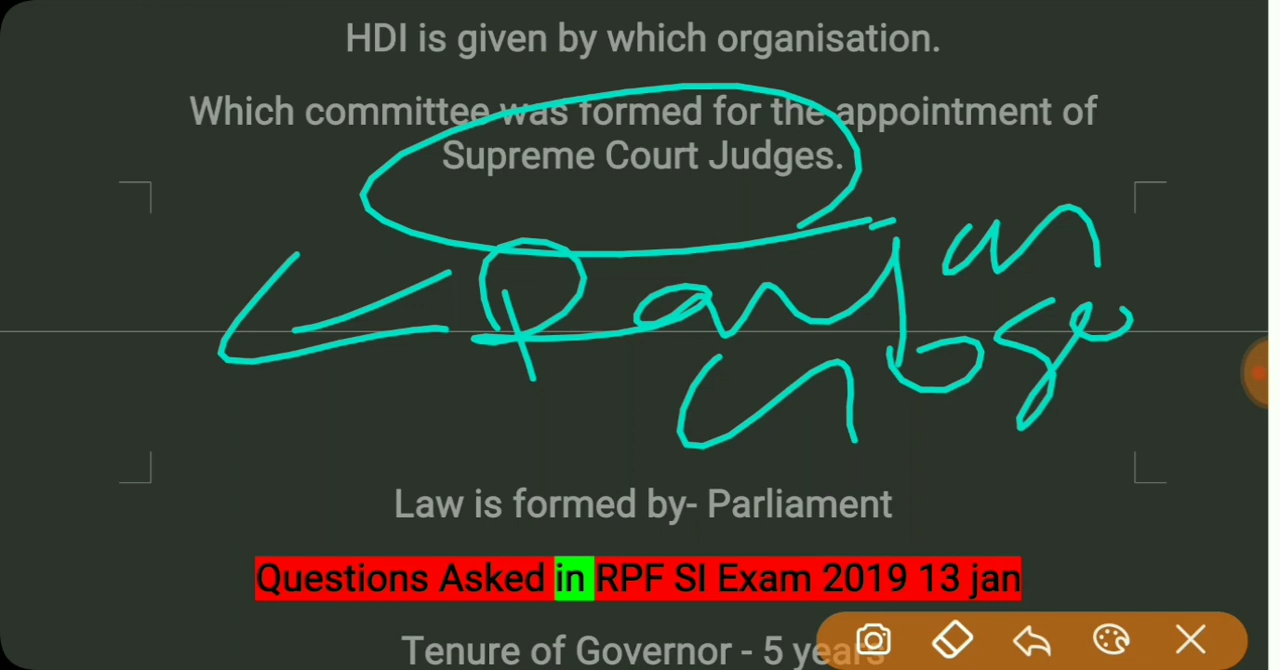 HDI is given by which organisation.
Which committee was formed for the appointment of
Supreme Court Judges.
Law is formed by- Parliament
Questions Asked in RPF SI Exam 2019 13 jan
Tenure of Governor - 5 years